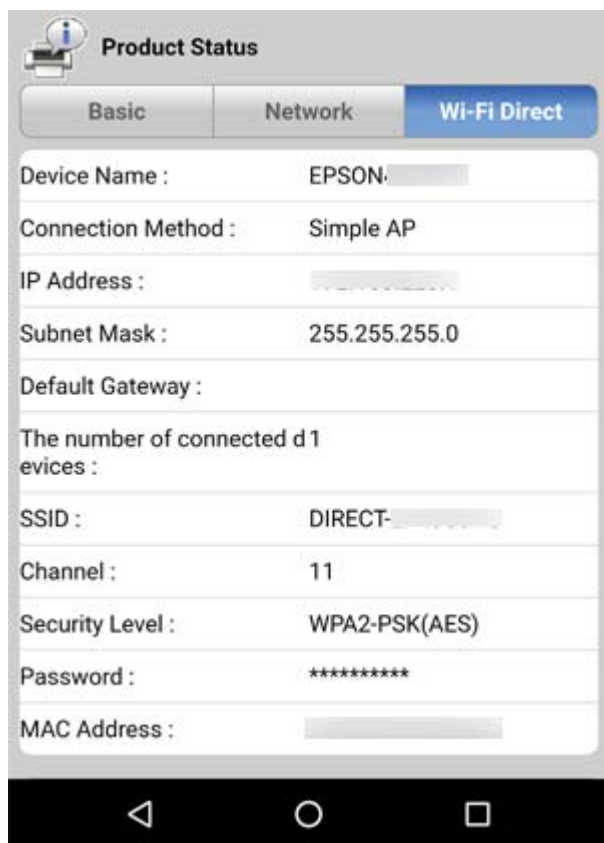 Product Status
Basic Network Wi-Fi Direct
Device Name : EPSON
Connection Method : Simple AP
IP Address :
Subnet Mask : 255.255.255.0
Default Gateway :
The number of connected d 1
evices :
SSID : DIRECT-
Channel : 11
Security Level : WPA2-PSK(AES)
Password : **********
MAC Address :